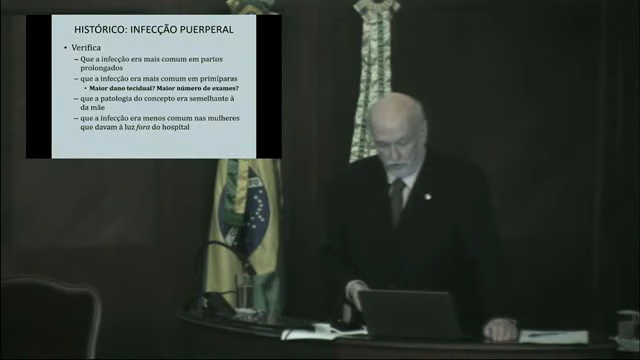 HISTÓRICO: INFECÇÃO PUERPERAL
• Verifica
– Que a infecção era mais comum em partos
prolongados
– que a infecção era mais comum em primíparas
• Maior dano tecidual? Maior número de exames?
– que a patologia do concepto era semelhante à
da mãe
– que a infecção era menos comum nas mulheres
que davam à luz fora do hospital